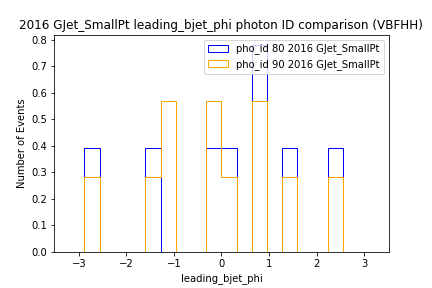 2016 GJet_SmallPt leading_bjet_phi photon ID comparison (VBFHH)
pho_id 80 2016 GJet_SmallPt
pho_id 90 2016 GJet_SmallPt
Number of Events
0.8
0.7
0.6
0.5
0.4
0.3
0.2
0.1
0.0
−3 −2 −1 0 1 2 3
leading_bjet_phi